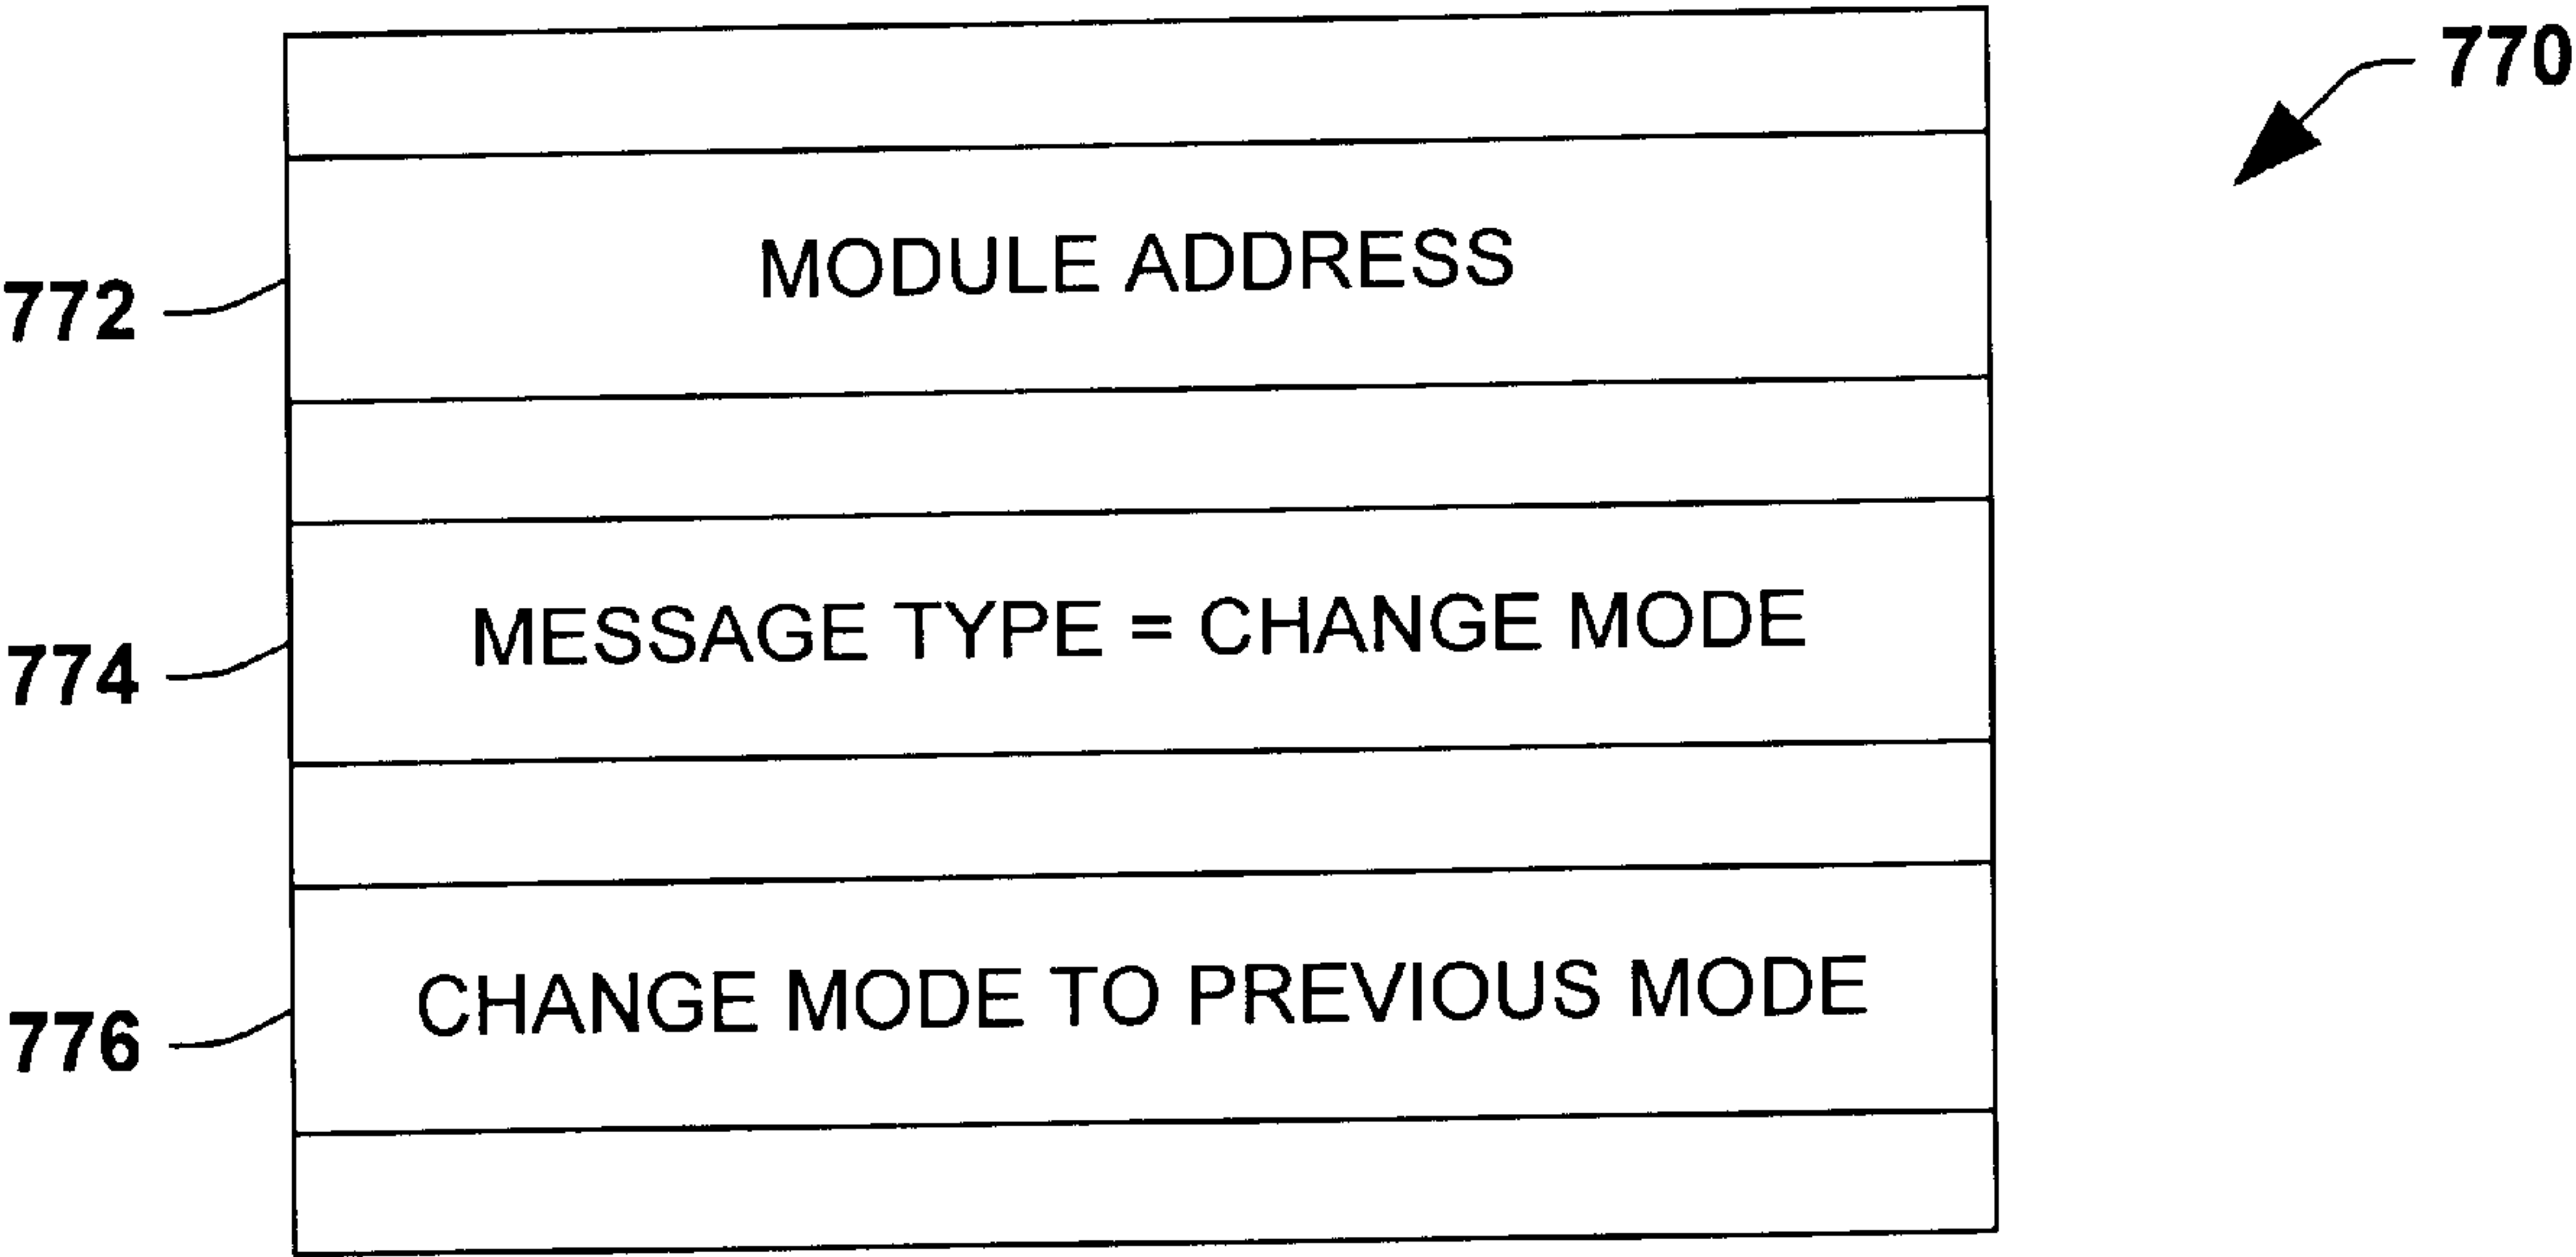 770
772 MODULE ADDRESS
774 MESSAGE TYPE = CHANGE MODE
776 CHANGE MODE TO PREVIOUS MODE